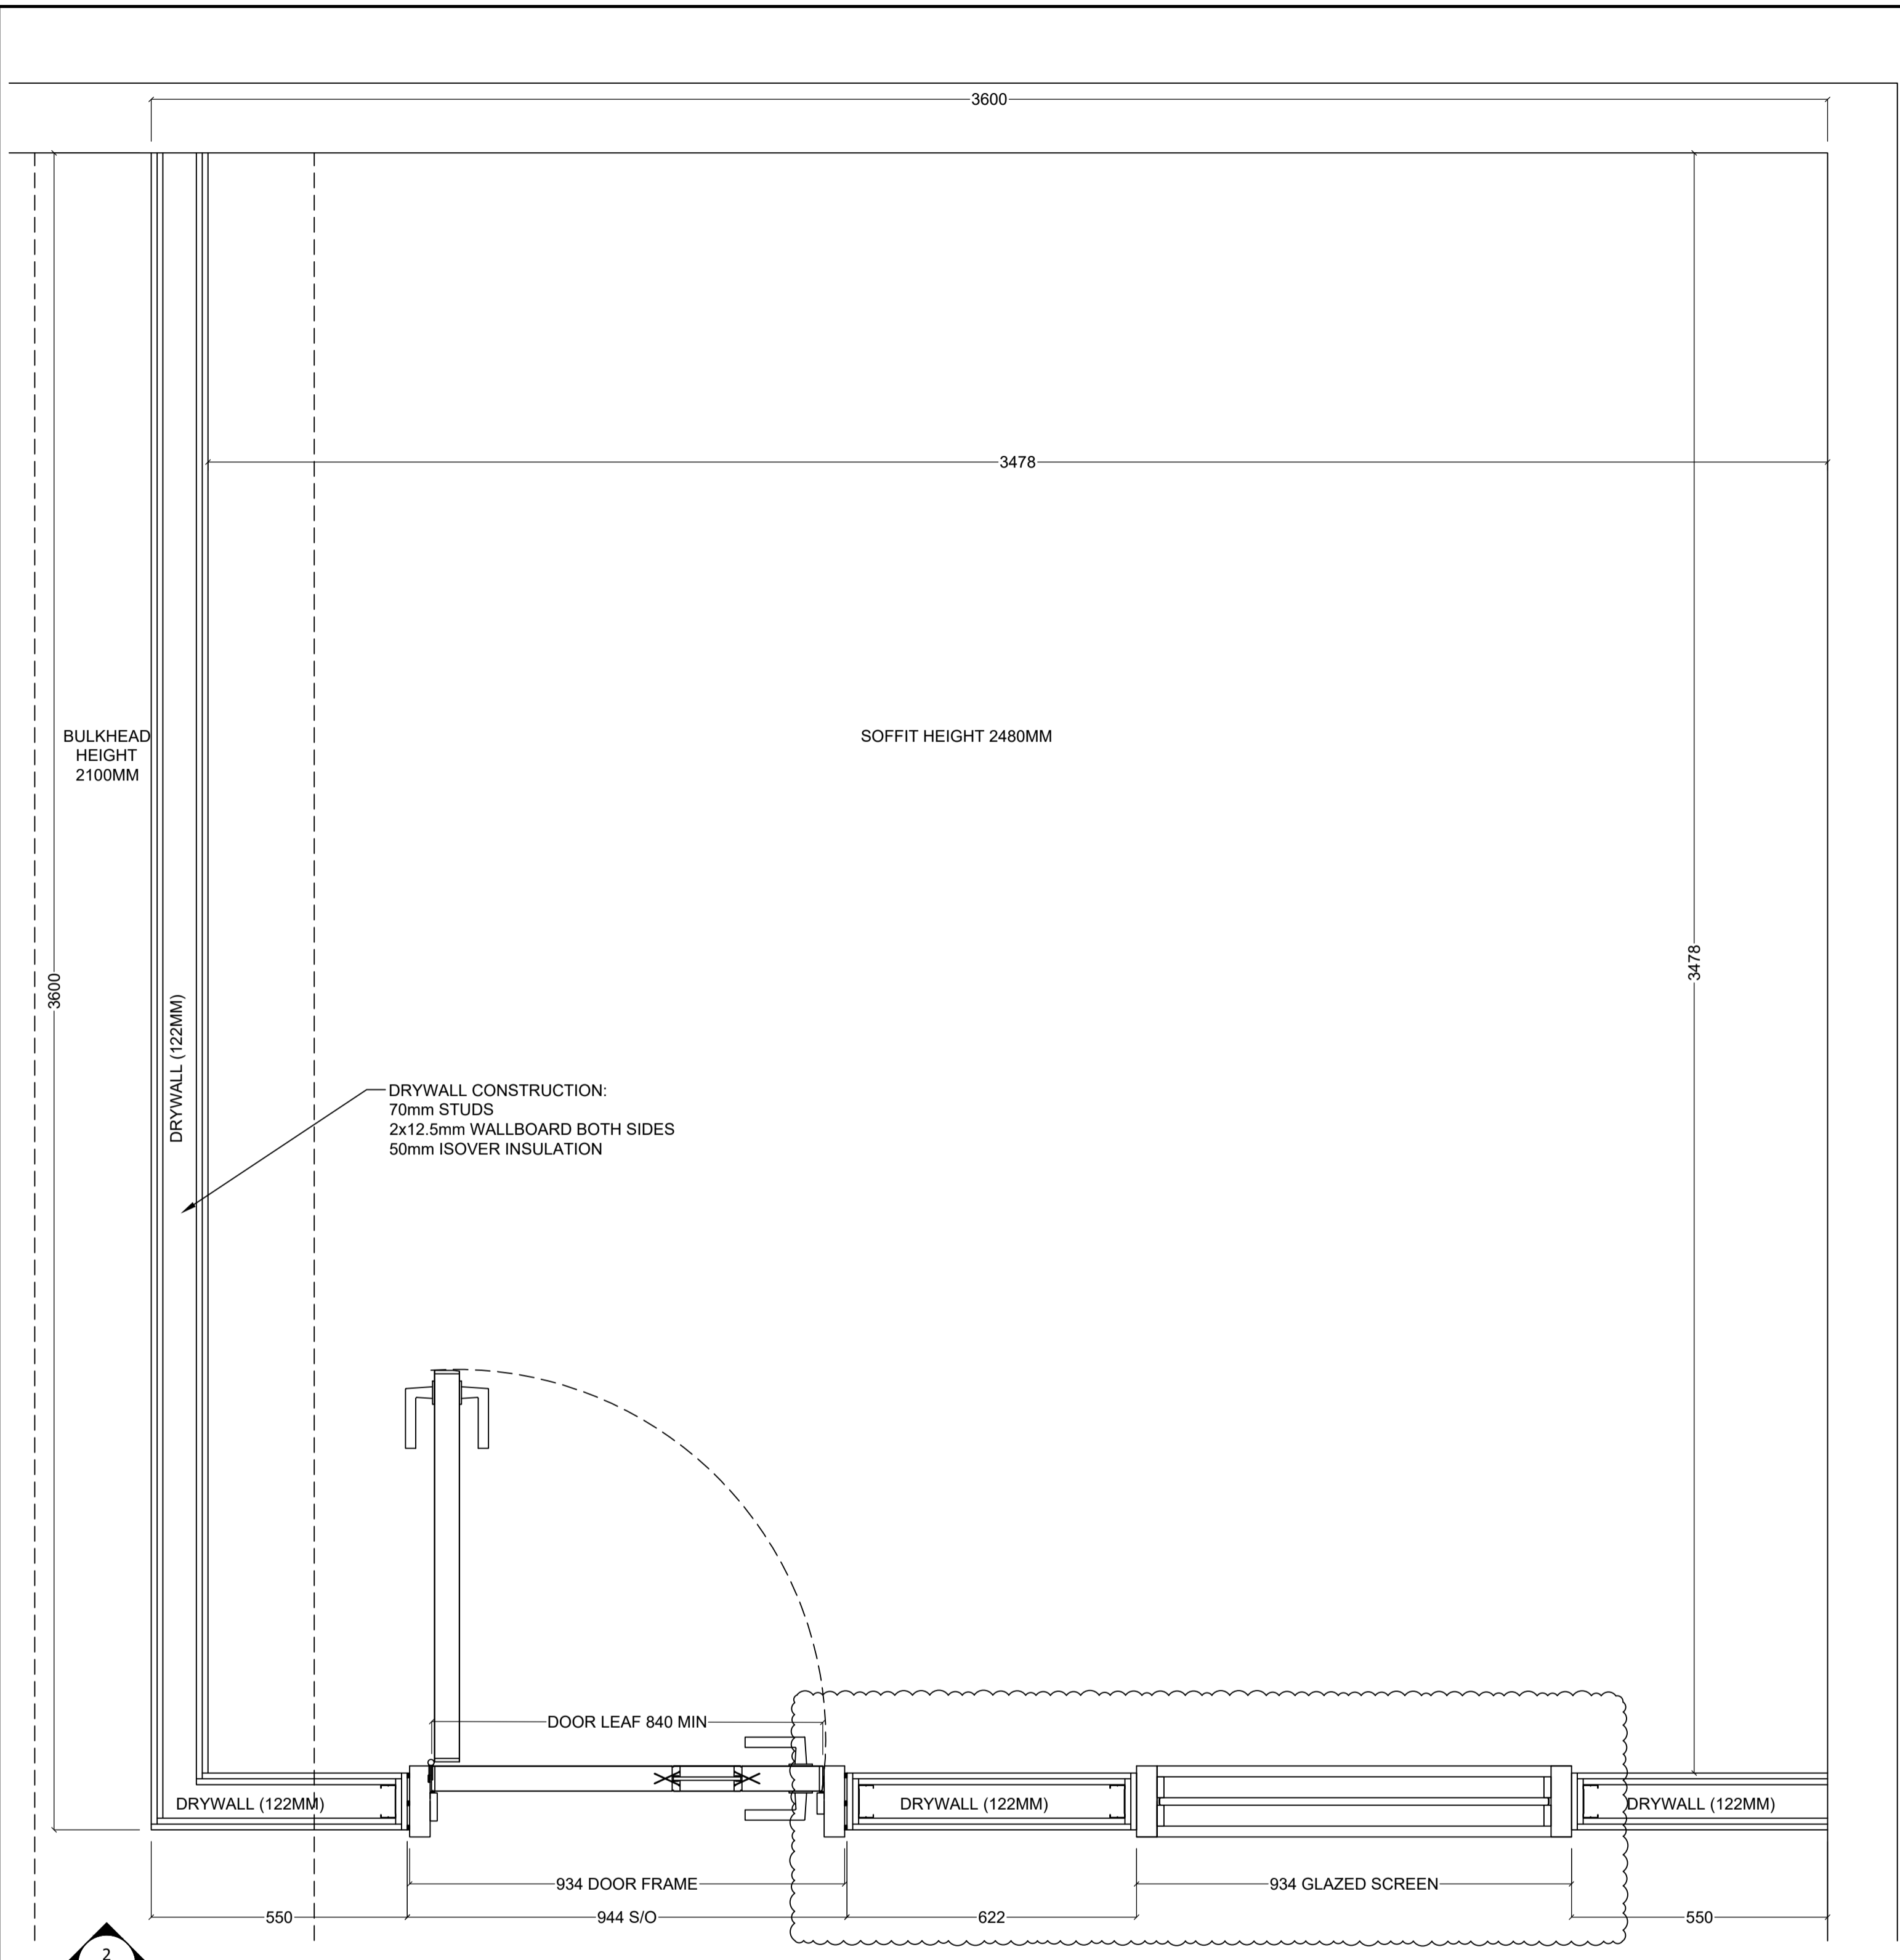 3600
3478
BULKHEAD
HEIGHT
2100MM
SOFFIT HEIGHT 2480MM
3478
3600
DRYWALL (122MM)
DRYWALL CONSTRUCTION:
70mm STUDS
2x12.5mm WALLBOARD BOTH SIDES
50mm ISOVER INSULATION
DOOR LEAF 840 MIN
DRYWALL (122MM)
DRYWALL (122MM)
DRYWALL (122MM)
934 DOOR FRAME
934 GLAZED SCREEN
550
944 S/O
622
550
2